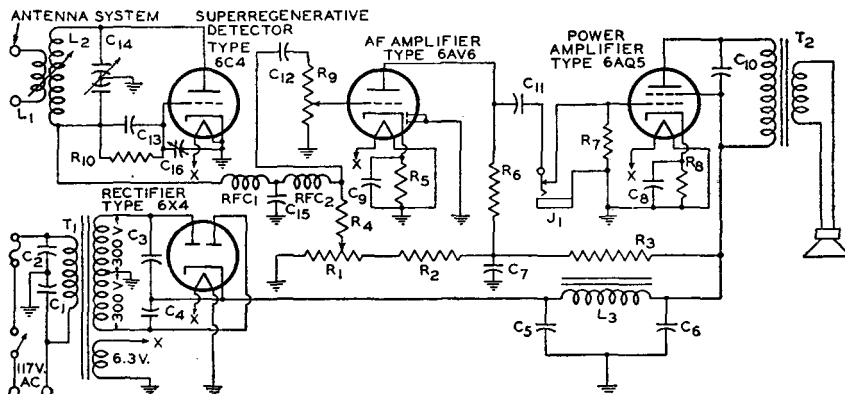 ANTENNA SYSTEM
SUPERREGENERATIVE
DETECTOR
TYPE
6C4
AF AMPLIFIER
TYPE 6AV6
POWER
AMPLIFIER
TYPE 6AQ5
L2
C14
C12
R9
C11
C10
T2
L1
C13
C16
R10
X
R7
R6
X
C9
R5
X
C8
R8
J1
RFC1
RFC2
C15
R4
RECTIFIER
TYPE 6X4
T1
C2
C1
300 V
300 V
C3
C4
X
R1
R2
C7
R3
L3
C5
C6
X
6.3V.
117V.
AC